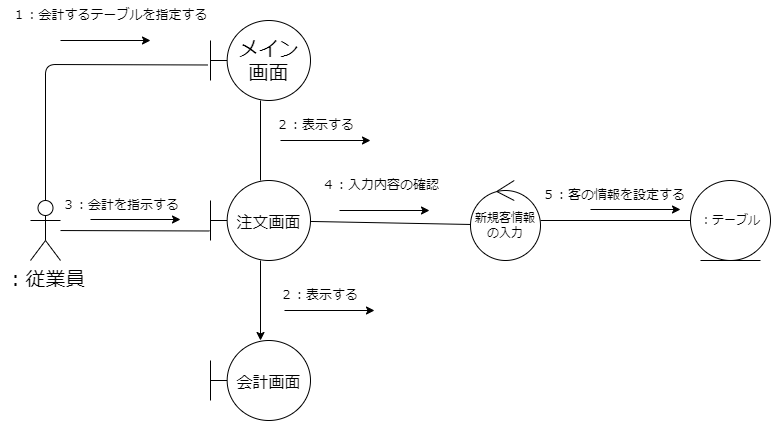 1：会計するテーブルを指定する
メイン
画面
2：表示する
4：入力内容の確認
3：会計を指示する
5：客の情報を設定する
注文画面
新規客情報
の入力
：テーブル
：従業員
2：表示する
会計画面